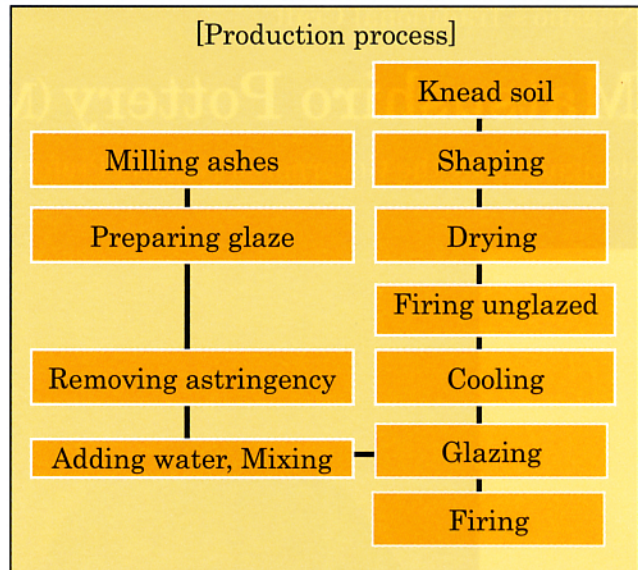 [Production process]
Knead soil
Milling ashes
Shaping
Preparing glaze
Drying
Firing unglazed
Removing astringency
Cooling
Adding water, Mixing
Glazing
Firing